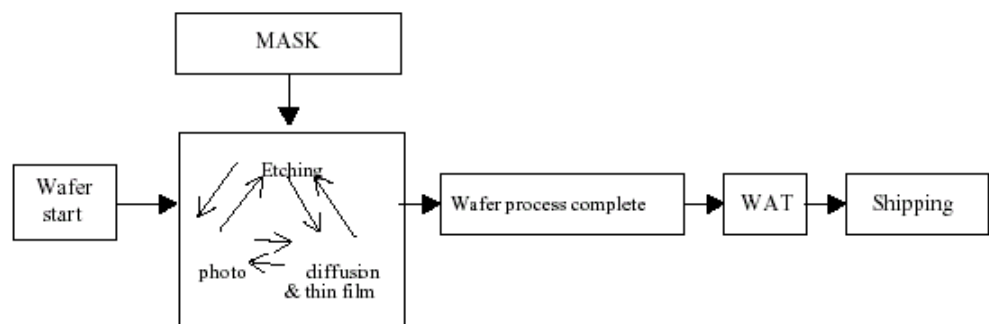 MASK
Wafer
start
Etching
photo
diffusion
& thin film
Wafer process complete
WAT
Shipping